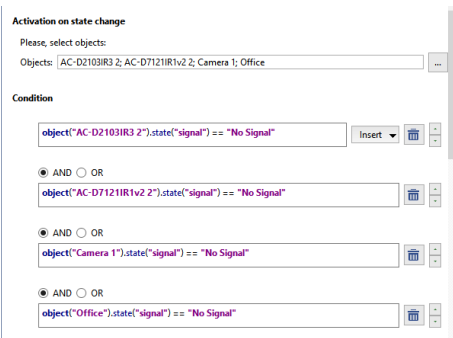 Activation on state change
Please, select objects:
Objects: AC-D2103IR3 2; AC-D7121IR1v2 2; Camera 1; Office ...
Condition
object("AC-D2103IR3 2").state("signal") == "No Signal" Insert
AND OR
object("AC-D7121IR1v2 2").state("signal") == "No Signal"
AND OR
object("Camera 1").state("signal") == "No Signal"
AND OR
object("Office").state("signal") == "No Signal"